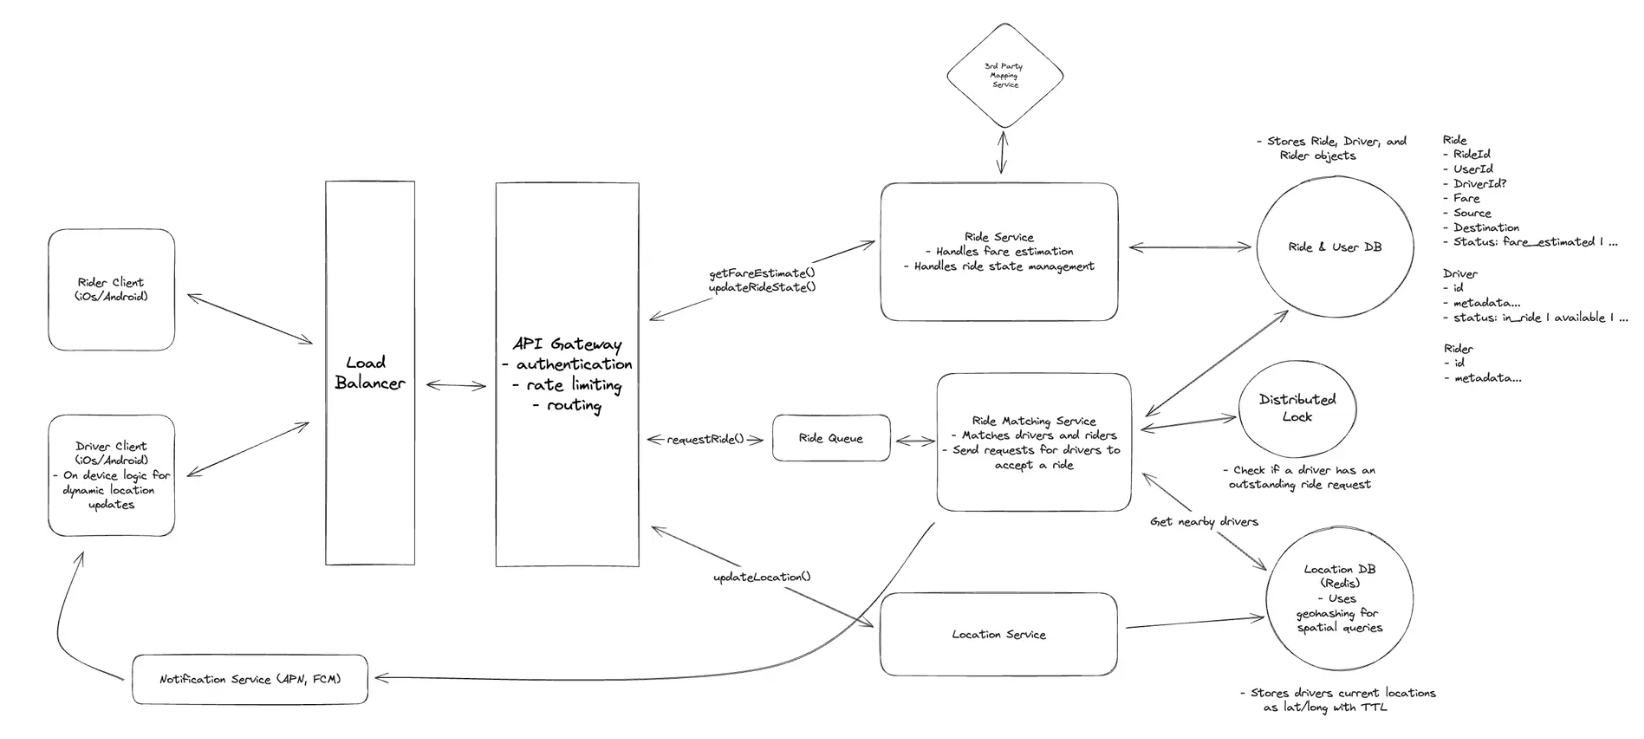 3rd Party
Mapping
Service
- Stores Ride, Driver, and
Rider objects
Ride
- RideId
- UserId
- DriverId?
- Fare
- Source
- Destination
- Status: fare_estimated | ...
Driver
- id
- metadata...
- status: in_ride | available | ...
Rider
- id
- metadata...
Rider Client
(iOs/Android)
Driver Client
(iOs/Android)
- On device logic for
dynamic location
updates
Load
Balancer
API Gateway
- authentication
- rate limiting
- routing
getFareEstimate()
updateRideState()
Ride Service
- Handles fare estimation
- Handles ride state management
Ride & User DB
requestRide()
Ride Queue
Ride Matching Service
- Matches drivers and riders
- Send requests for drivers to
accept a ride
Distributed
Lock
- Check if a driver has an
outstanding ride request
Get nearby drivers
updateLocation()
Location Service
Location DB
(Redis)
- Uses
geohashing for
spatial queries
- Stores drivers current locations
as lat/long with TTL
Notification Service (APN, FCM)